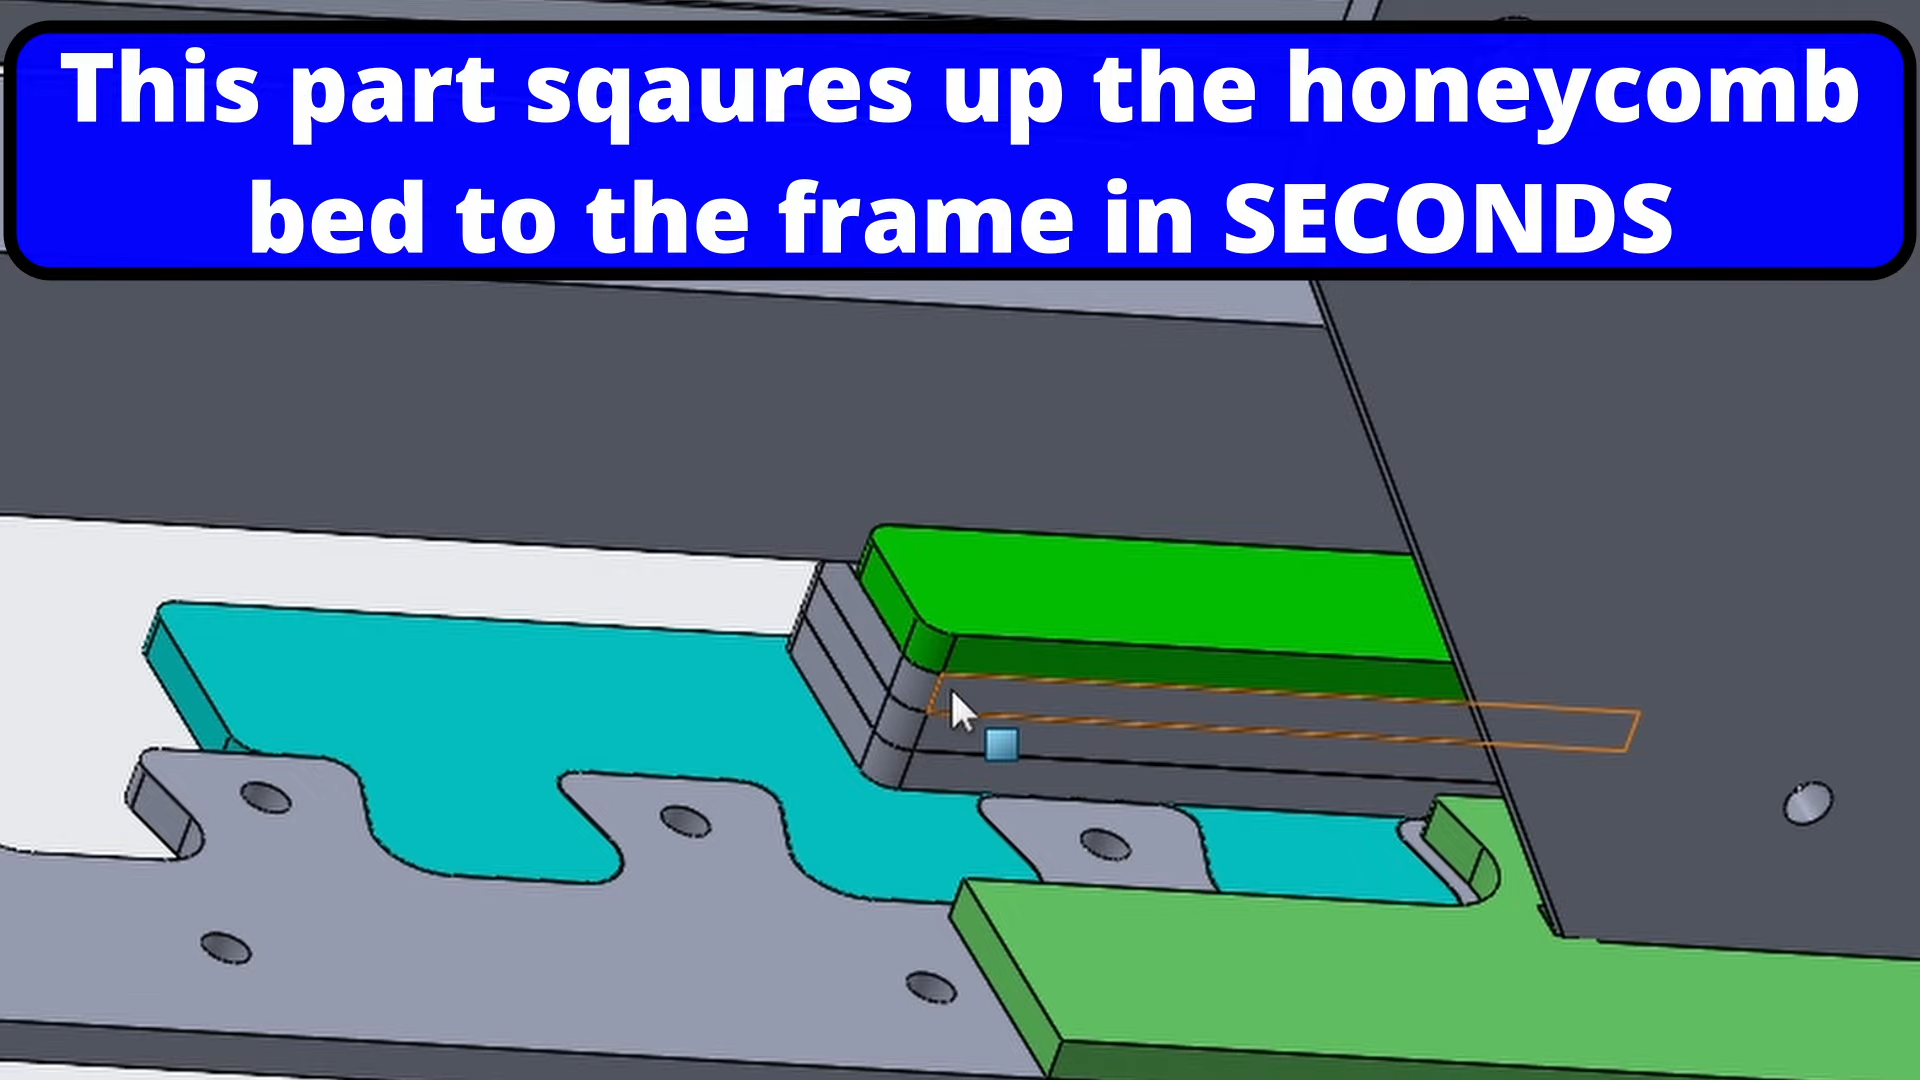 This part sqaures up the honeycomb
bed to the frame in SECONDS